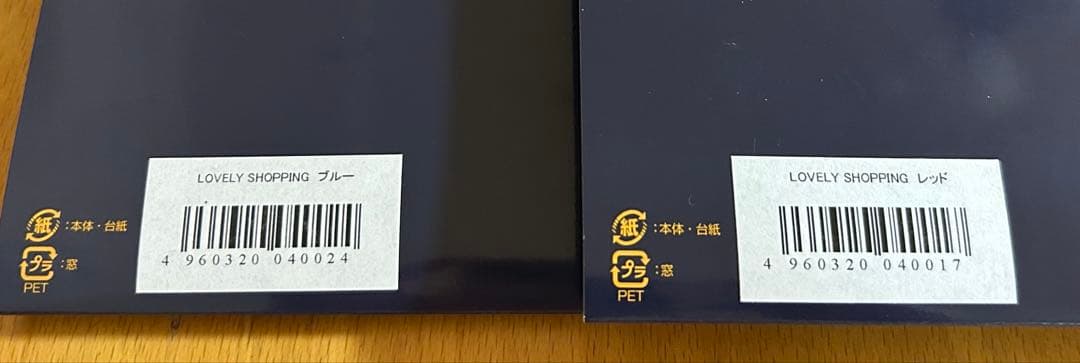 LOVELY SHOPPING ブルー
4 960320 040024
紙:本体・台紙
プラ:窓
PET
LOVELY SHOPPING レッド
4 960320 040017
紙:本体・台紙
プラ:窓
PET